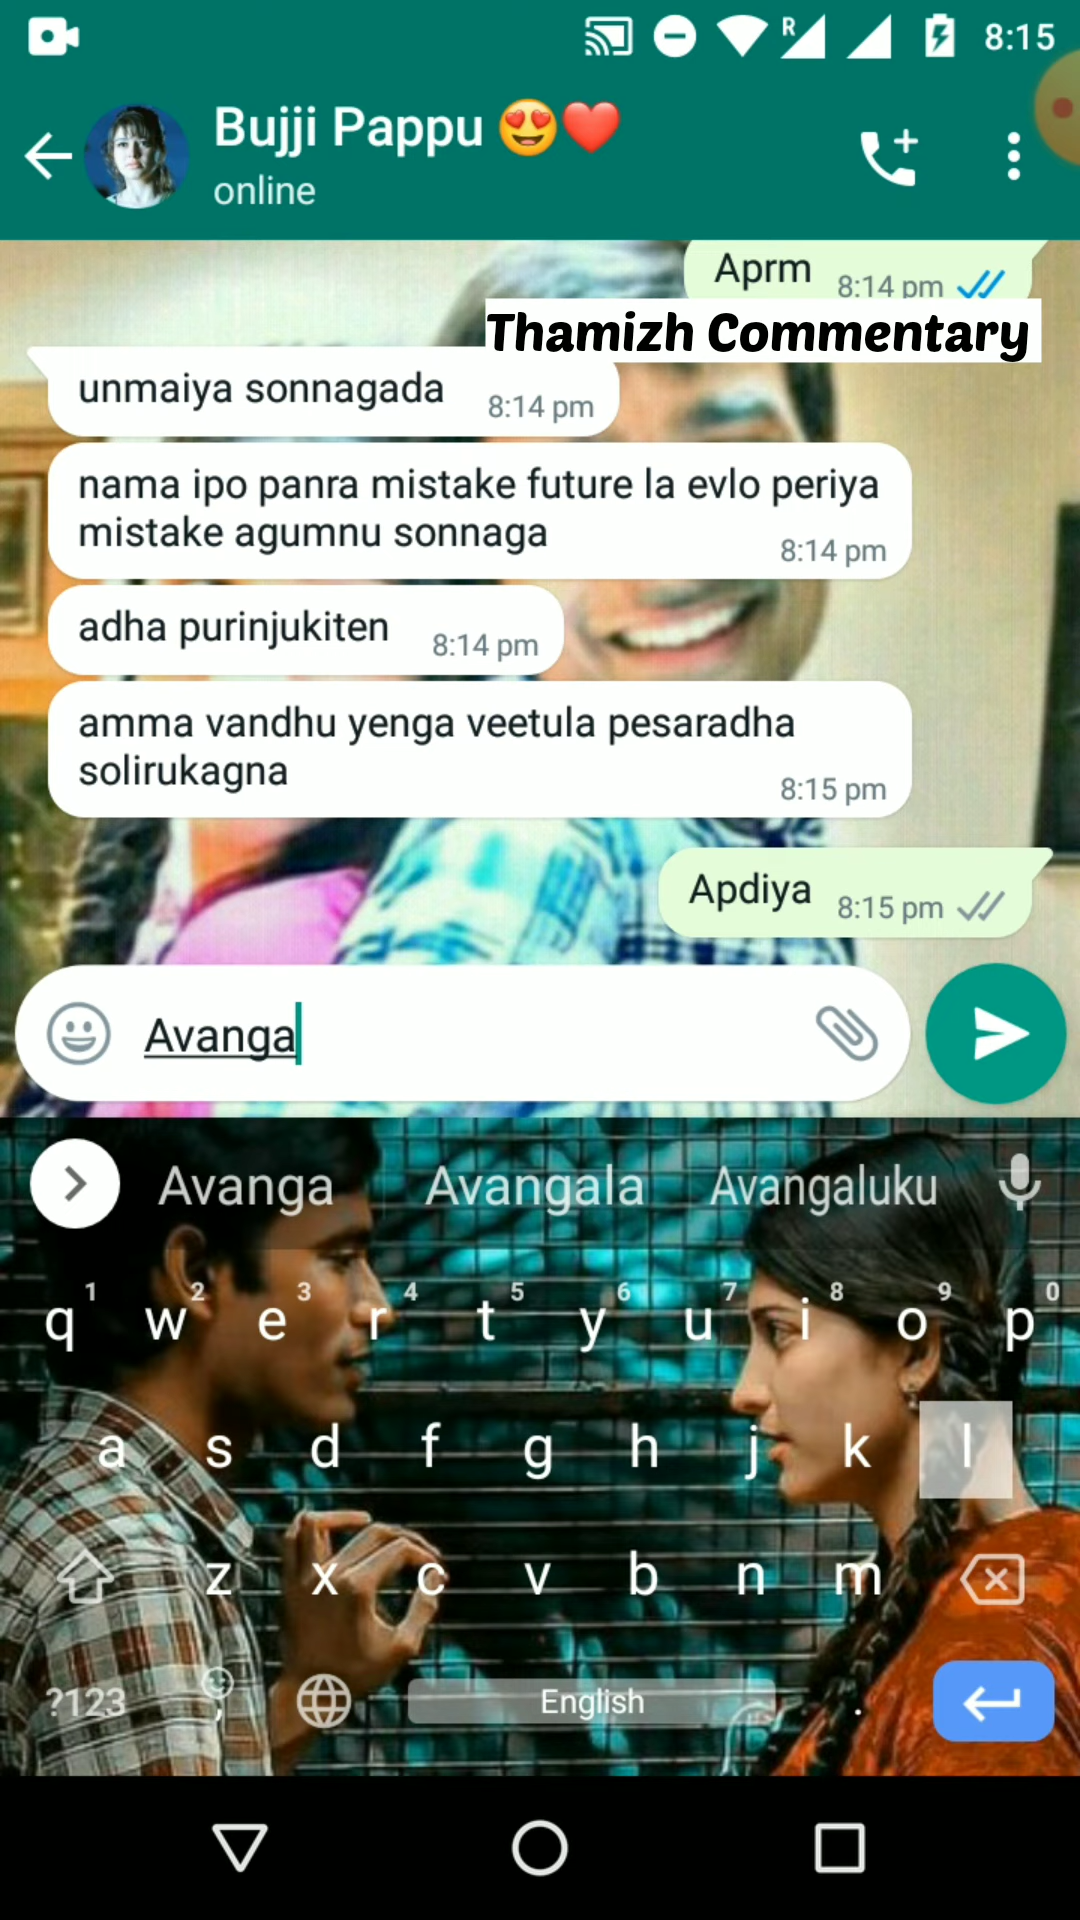 8:15
Bujji Pappu 😍❤️
online
Aprm 8:14 pm
Thamizh Commentary
unmaiya sonnagada 8:14 pm
nama ipo panra mistake future la evlo periya
mistake agumnu sonnaga 8:14 pm
adha purinjukiten 8:14 pm
amma vandhu yenga veetula pesaradha
solirukagna 8:15 pm
Apdiya 8:15 pm
Avanga
Avanga Avangala Avangaluku
1 2 3 4 5 6 7 8 9 0
q w e r t y u i o p
a s d f g h j k l
z x c v b n m
?123 , English .
R